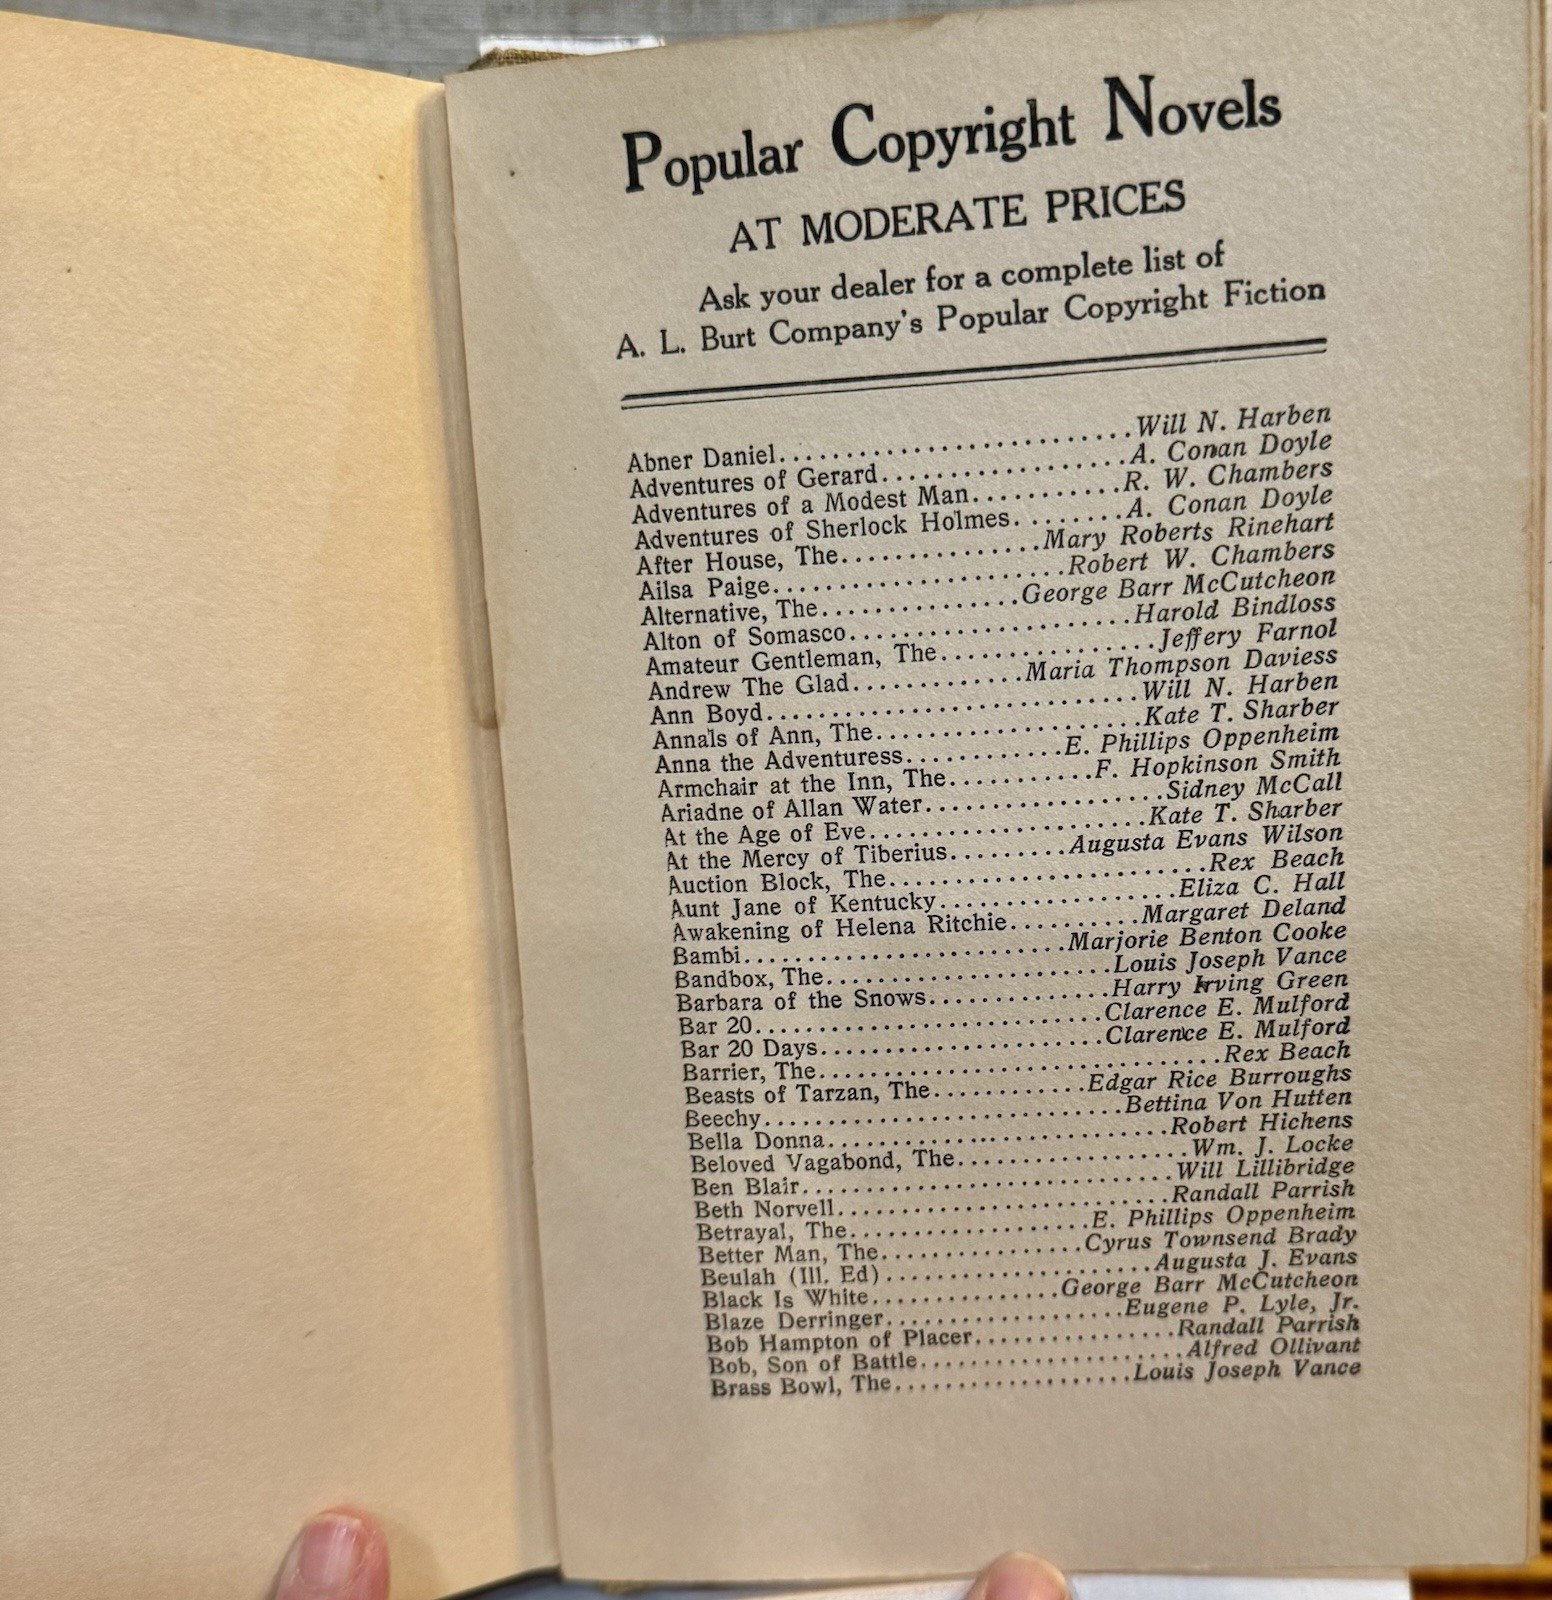 Popular Copyright Novels
AT MODERATE PRICES
Ask your dealer for a complete list of
A. L. Burt Company's Popular Copyright Fiction
Abner Daniel..........................Will N. Harben
Adventures of Gerard..................A. Conan Doyle
Adventures of a Modest Man...........R. W. Chambers
Adventures of Sherlock Holmes........A. Conan Doyle
After House, The...............Mary Roberts Rinehart
Ailsa Paige......................Robert W. Chambers
Alternative, The...............George Barr McCutcheon
Alton of Somasco.....................Harold Bindloss
Amateur Gentleman, The................Jeffery Farnol
Andrew The Glad.............Maria Thompson Daviess
Ann Boyd............................Will N. Harben
Annals of Ann, The....................Kate T. Sharber
Anna the Adventuress............E. Phillips Oppenheim
Armchair at the Inn, The...........F. Hopkinson Smith
Ariadne of Allan Water..................Sidney McCall
At the Age of Eve.....................Kate T. Sharber
At the Mercy of Tiberius.........Augusta Evans Wilson
Auction Block, The........................Rex Beach
Aunt Jane of Kentucky..................Eliza C. Hall
Awakening of Helena Ritchie..........Margaret Deland
Bambi.........................Marjorie Benton Cooke
Bandbox, The......................Louis Joseph Vance
Barbara of the Snows..............Harry Irving Green
Bar 20...........................Clarence E. Mulford
Bar 20 Days......................Clarence E. Mulford
Barrier, The...............................Rex Beach
Beasts of Tarzan, The............Edgar Rice Burroughs
Beechy............................Bettina Von Hutten
Bella Donna..........................Robert Hichens
Beloved Vagabond, The..................Wm. J. Locke
Ben Blair............................Will Lillibridge
Beth Norvell.........................Randall Parrish
Betrayal, The...................E. Phillips Oppenheim
Better Man, The................Cyrus Townsend Brady
Beulah (Ill. Ed).....................Augusta J. Evans
Black Is White...............George Barr McCutcheon
Blaze Derringer...................Eugene P. Lyle, Jr.
Bob Hampton of Placer................Randall Parrish
Bob, Son of Battle.....................Alfred Ollivant
Brass Bowl, The...................Louis Joseph Vance